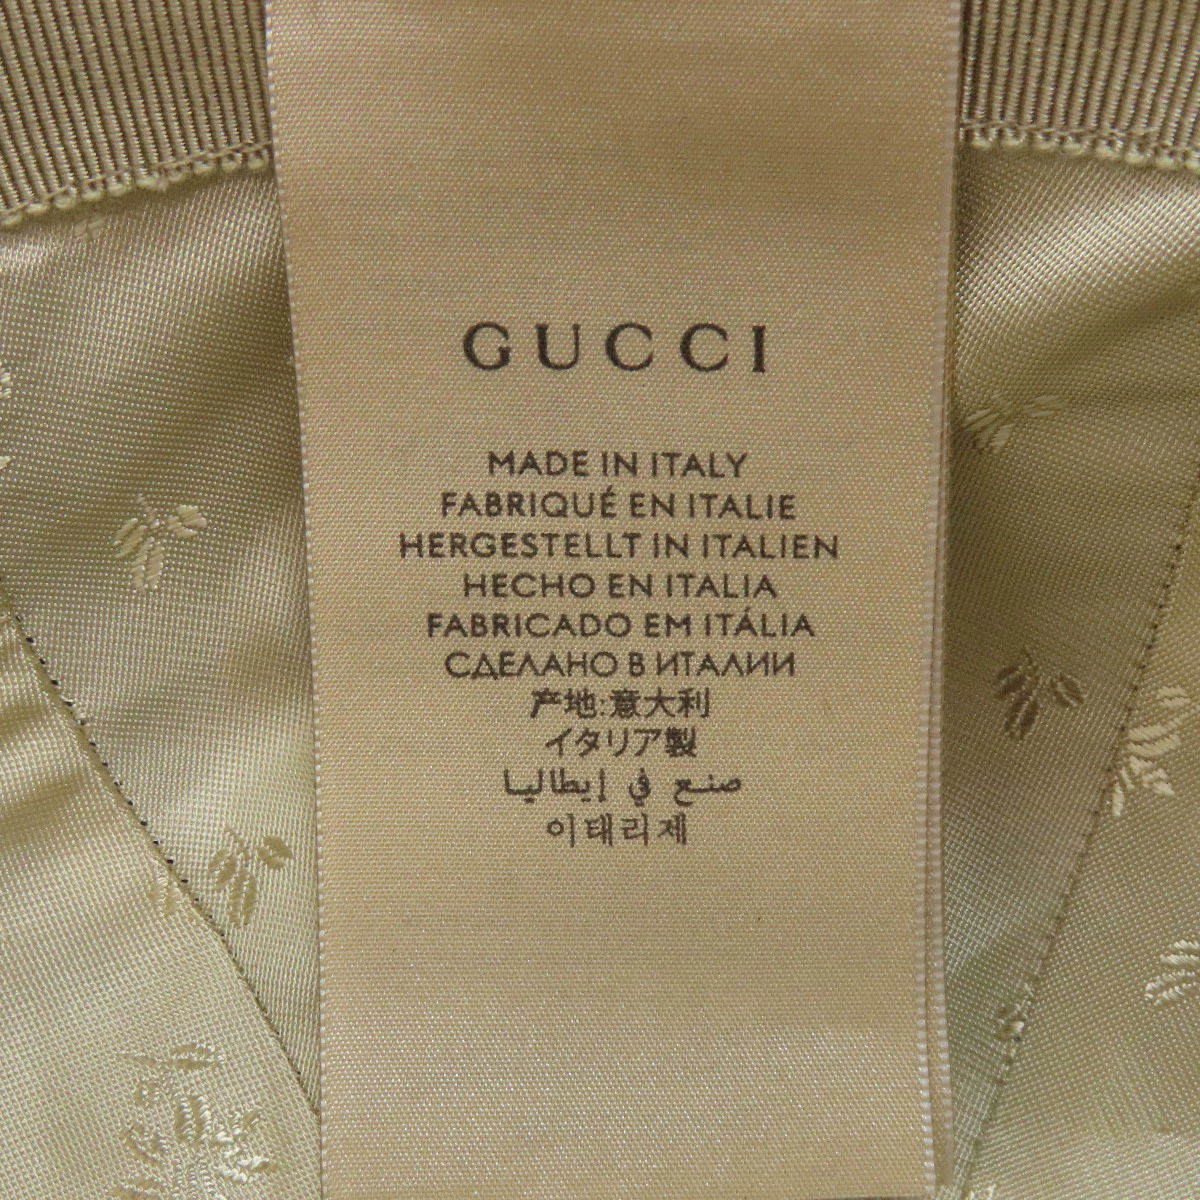 GUCCI
MADE IN ITALY
FABRIQUÉ EN ITALIE
HERGESTELLT IN ITALIEN
HECHO EN ITALIA
FABRICADO EM ITÁLIA
СДЕЛАНО В ИТАЛИИ
产地:意大利
イタリア製
صنع في إيطاليا
이태리제